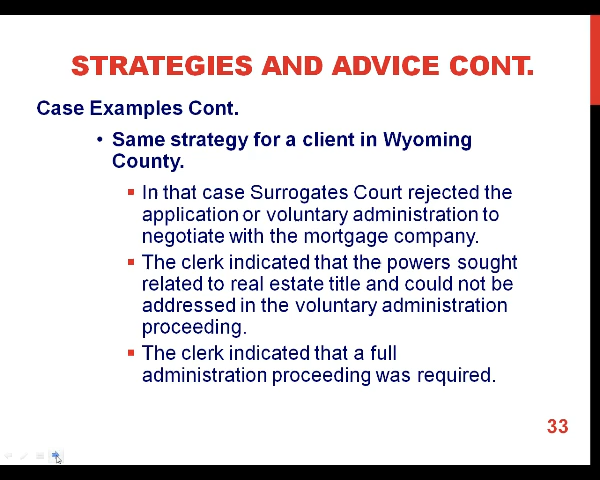 STRATEGIES AND ADVICE CONT.
Case Examples Cont.
• Same strategy for a client in Wyoming
County.
▪ In that case Surrogates Court rejected the
application or voluntary administration to
negotiate with the mortgage company.
▪ The clerk indicated that the powers sought
related to real estate title and could not be
addressed in the voluntary administration
proceeding.
▪ The clerk indicated that a full
administration proceeding was required.
33